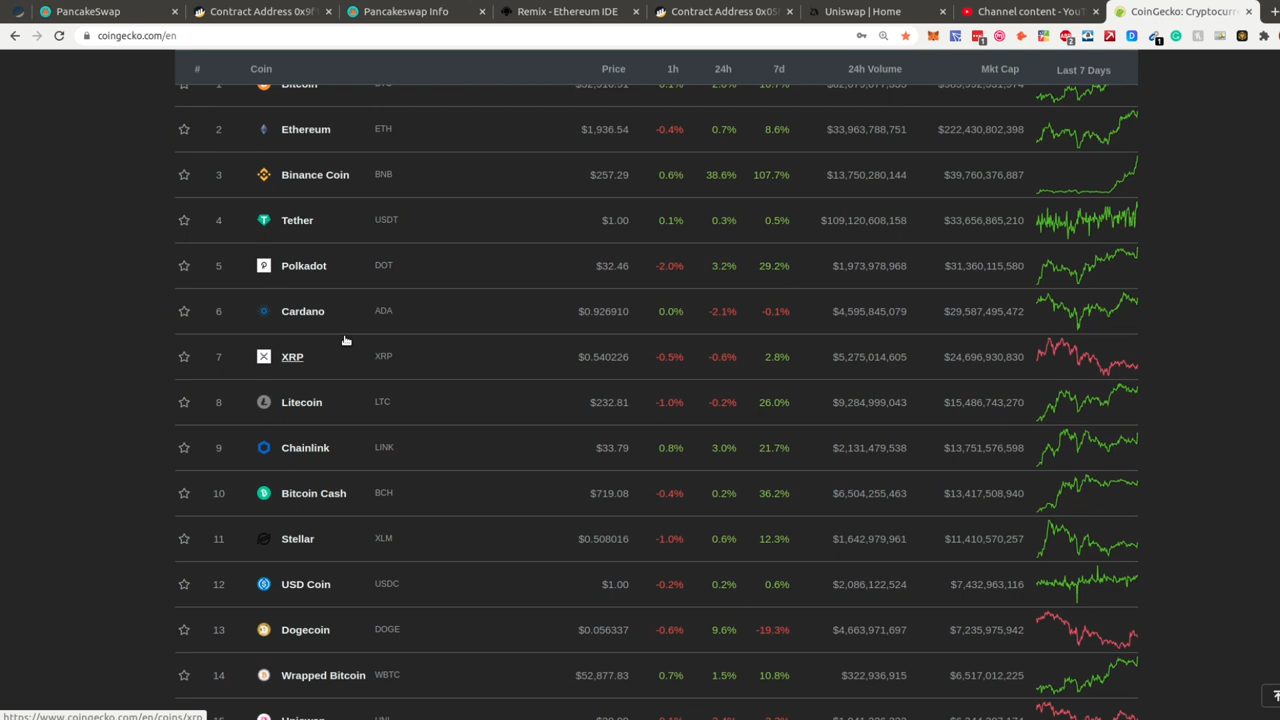 PancakeSwap × Contract Address 0x9f × Pancakeswap Info × Remix - Ethereum IDE × Contract Address 0x05 × Uniswap | Home × Channel content - YouT × CoinGecko: Cryptocurr ×
coingecko.com/en
# Coin Price 1h 24h 7d 24h Volume Mkt Cap Last 7 Days
2 Ethereum ETH $1,936.54 -0.4% 0.7% 8.6% $33,963,788,751 $222,430,802,398
3 Binance Coin BNB $257.29 0.6% 38.6% 107.7% $13,750,280,144 $39,760,376,887
4 Tether USDT $1.00 0.1% 0.3% 0.5% $109,120,608,158 $33,656,865,210
5 Polkadot DOT $32.46 -2.0% 3.2% 29.2% $1,973,978,968 $31,360,115,580
6 Cardano ADA $0.926910 0.0% -2.1% -0.1% $4,595,845,079 $29,587,495,472
7 XRP XRP $0.540226 -0.5% -0.6% 2.8% $5,275,014,605 $24,696,930,830
8 Litecoin LTC $232.81 -1.0% -0.2% 26.0% $9,284,999,043 $15,486,743,270
9 Chainlink LINK $33.79 0.8% 3.0% 21.7% $2,131,479,538 $13,751,576,598
10 Bitcoin Cash BCH $719.08 -0.4% 0.2% 36.2% $6,504,255,463 $13,417,508,940
11 Stellar XLM $0.508016 -1.0% 0.6% 12.3% $1,642,979,961 $11,410,570,257
12 USD Coin USDC $1.00 -0.2% 0.2% 0.6% $2,086,122,524 $7,432,963,116
13 Dogecoin DOGE $0.056337 -0.6% 9.6% -19.3% $4,663,971,697 $7,235,975,942
14 Wrapped Bitcoin WBTC $52,877.83 0.7% 1.5% 10.8% $322,936,915 $6,517,012,225
https://www.coingecko.com/en/coins/xrp